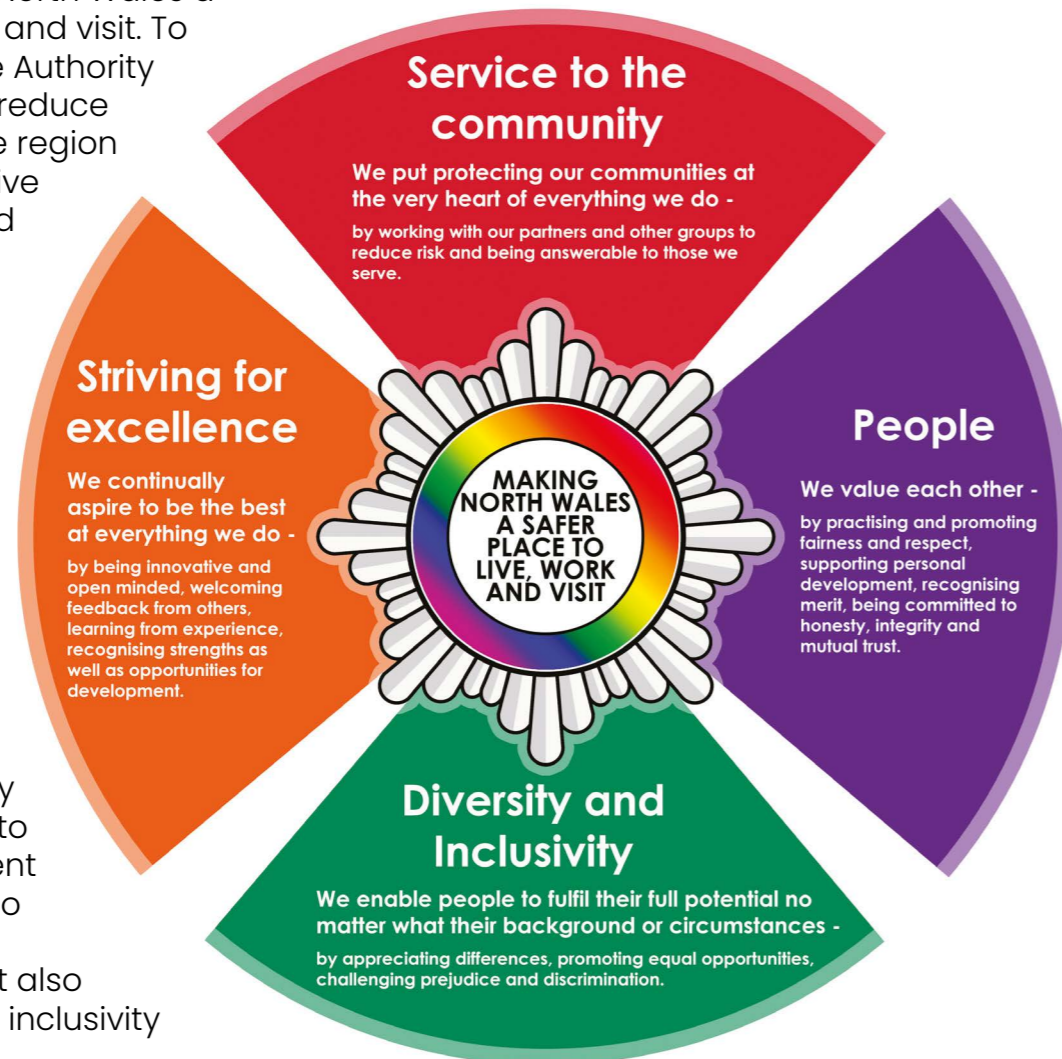 North Wales a
and visit. To
Authority
reduce
region
Service to the
community
We put protecting our communities at
the very heart of everything we do -
by working with our partners and other groups to
reduce risk and being answerable to those we
serve.
Striving for
excellence
We continually
aspire to be the best
at everything we do -
by being innovative and
open minded, welcoming
feedback from others,
learning from experience,
recognising strengths as
well as opportunities for
development.
MAKING
NORTH WALES
A SAFER
PLACE TO
LIVE, WORK
AND VISIT
People
We value each other -
by practising and promoting
fairness and respect,
supporting personal
development, recognising
merit, being committed to
honesty, integrity and
mutual trust.
Diversity and
Inclusivity
We enable people to fulfil their full potential no
matter what their background or circumstances -
by appreciating differences, promoting equal opportunities,
challenging prejudice and discrimination.
to
also
inclusivity